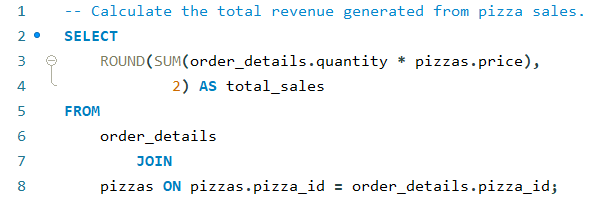 1 -- Calculate the total revenue generated from pizza sales.
2 SELECT
3 ROUND(SUM(order_details.quantity * pizzas.price),
4 2) AS total_sales
5 FROM
6 order_details
7 JOIN
8 pizzas ON pizzas.pizza_id = order_details.pizza_id;